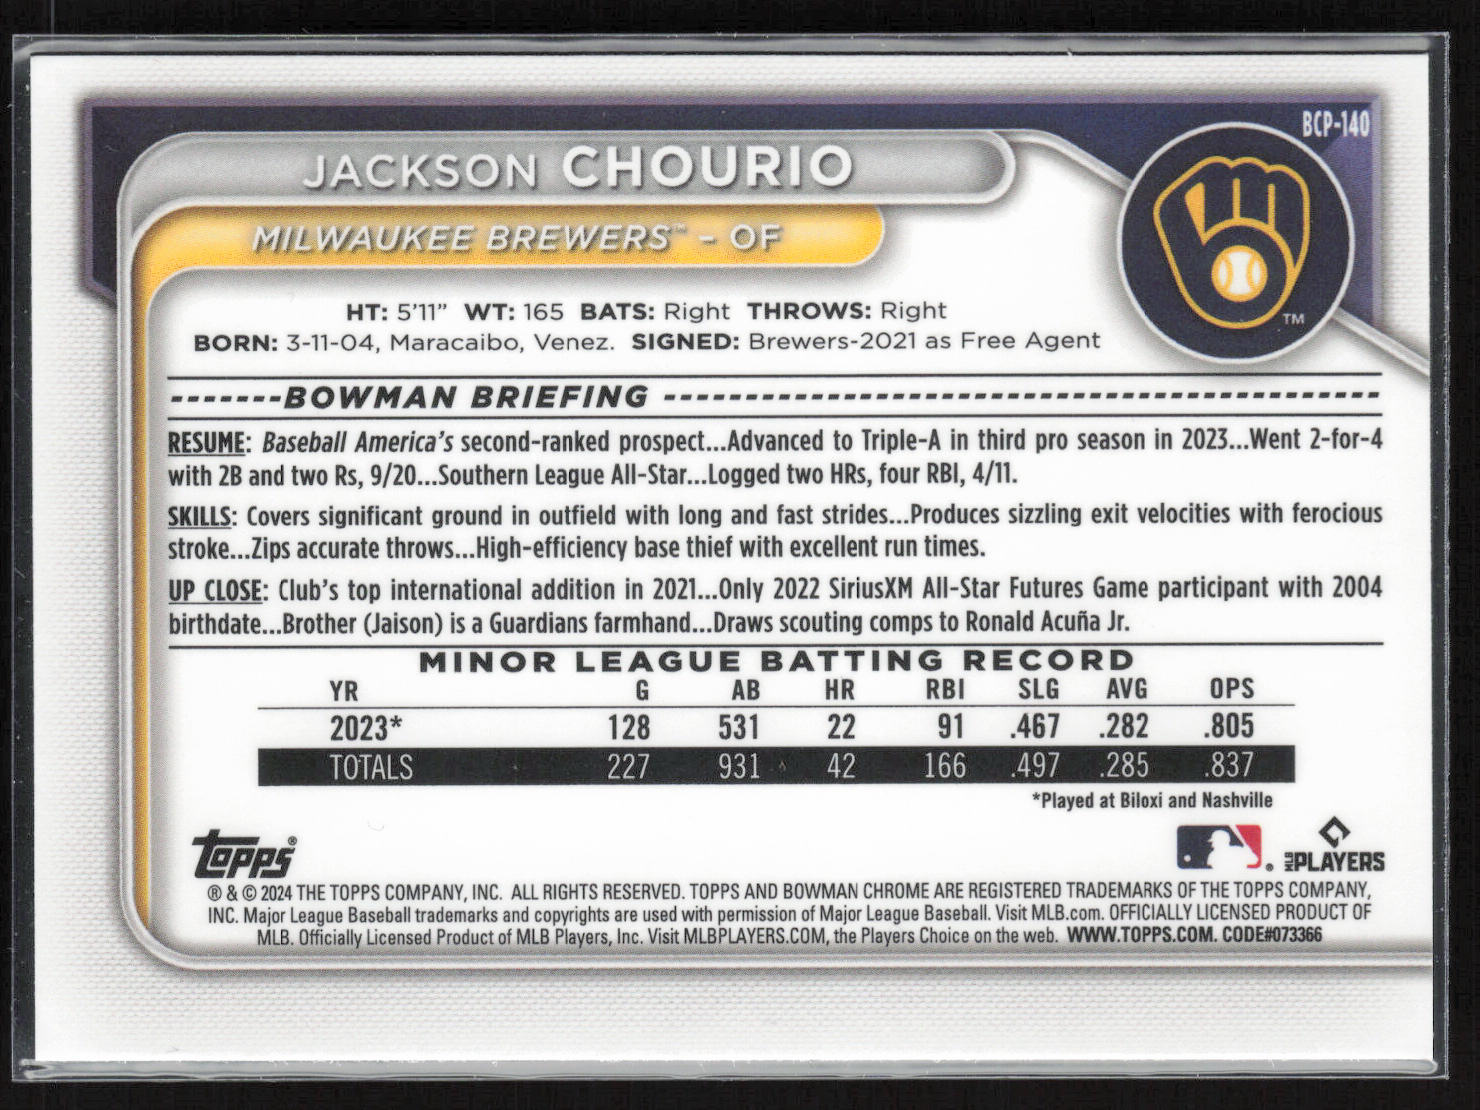 BCP-140
JACKSON CHOURIO
MILWAUKEE BREWERS™ - OF
TM
HT: 5'11" WT: 165 BATS: Right THROWS: Right
BORN: 3-11-04, Maracaibo, Venez. SIGNED: Brewers-2021 as Free Agent
-------BOWMAN BRIEFING ---------------------------------------------
RESUME: Baseball America's second-ranked prospect...Advanced to Triple-A in third pro season in 2023...Went 2-for-4
with 2B and two Rs, 9/20...Southern League All-Star...Logged two HRs, four RBI, 4/11.
SKILLS: Covers significant ground in outfield with long and fast strides...Produces sizzling exit velocities with ferocious
stroke...Zips accurate throws...High-efficiency base thief with excellent run times.
UP CLOSE: Club's top international addition in 2021...Only 2022 SiriusXM All-Star Futures Game participant with 2004
birthdate...Brother (Jaison) is a Guardians farmhand...Draws scouting comps to Ronald Acuña Jr.
MINOR LEAGUE BATTING RECORD
YR G AB HR RBI SLG AVG OPS
2023* 128 531 22 91 .467 .282 .805
TOTALS 227 931 42 166 .497 .285 .837
*Played at Biloxi and Nashville
Topps®
MLB PLAYERS
® & © 2024 THE TOPPS COMPANY, INC. ALL RIGHTS RESERVED. TOPPS AND BOWMAN CHROME ARE REGISTERED TRADEMARKS OF THE TOPPS COMPANY,
INC. Major League Baseball trademarks and copyrights are used with permission of Major League Baseball. Visit MLB.com. OFFICIALLY LICENSED PRODUCT OF
MLB. Officially Licensed Product of MLB Players, Inc. Visit MLBPLAYERS.COM, the Players Choice on the web. WWW.TOPPS.COM. CODE#073366